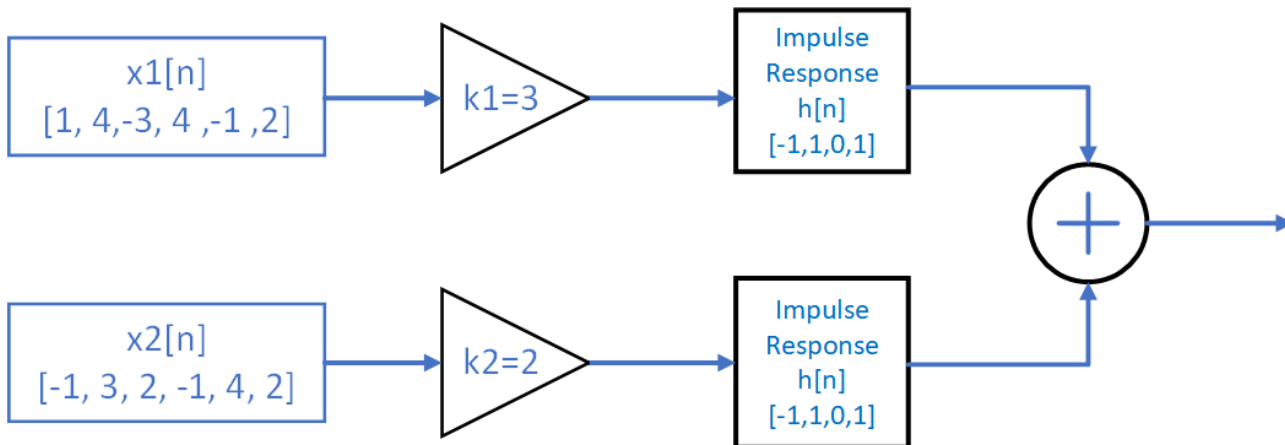 x1[n]
[1, 4,-3, 4 ,-1 ,2]
k1=3
Impulse
Response
h[n]
[-1,1,0,1]
+
x2[n]
[-1, 3, 2, -1, 4, 2]
k2=2
Impulse
Response
h[n]
[-1,1,0,1]